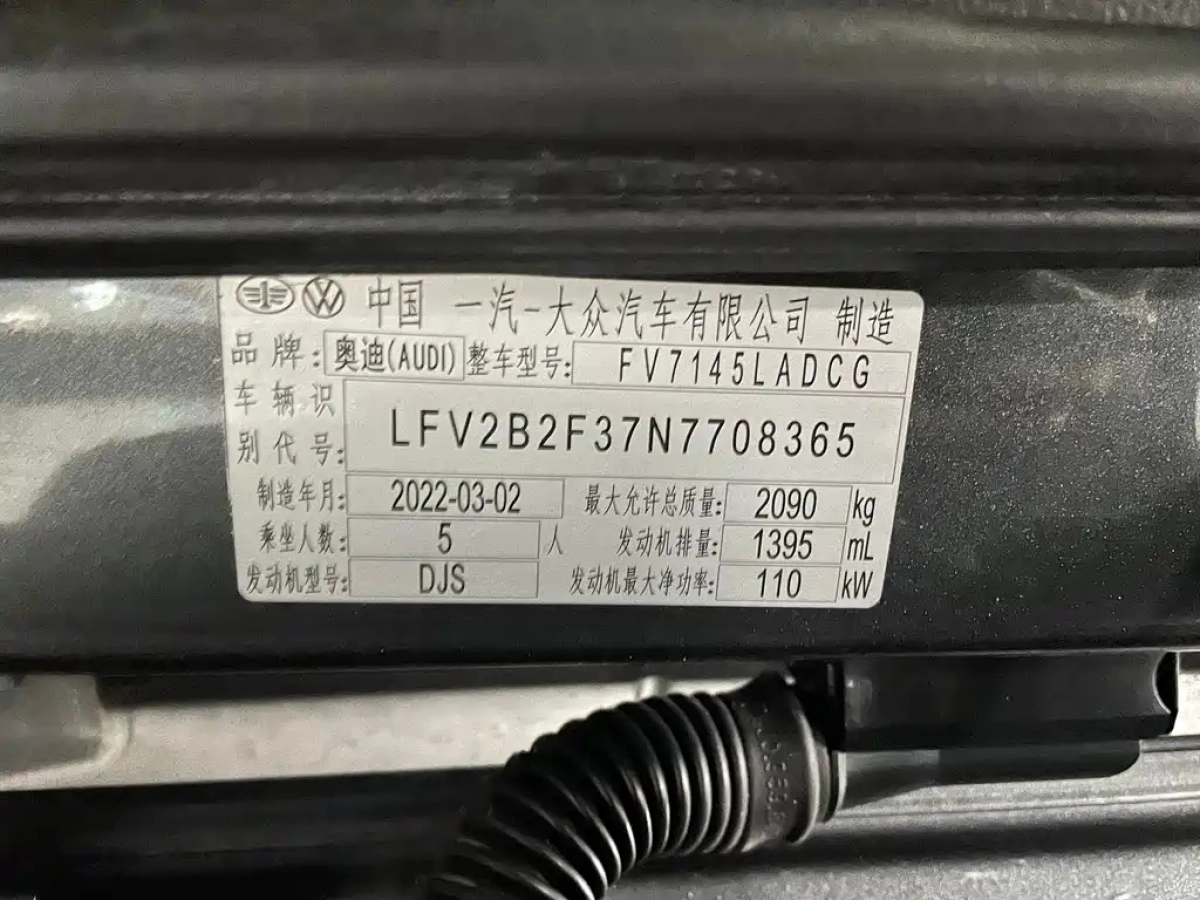 中国 一汽-大众汽车有限公司 制造
品牌: 奥迪(AUDI) 整车型号: FV7145LADCG
车辆识别代号: LFV2B2F37N7708365
制造年月: 2022-03-02 最大允许总质量: 2090 kg
乘坐人数: 5 人 发动机排量: 1395 mL
发动机型号: DJS 发动机最大净功率: 110 kW